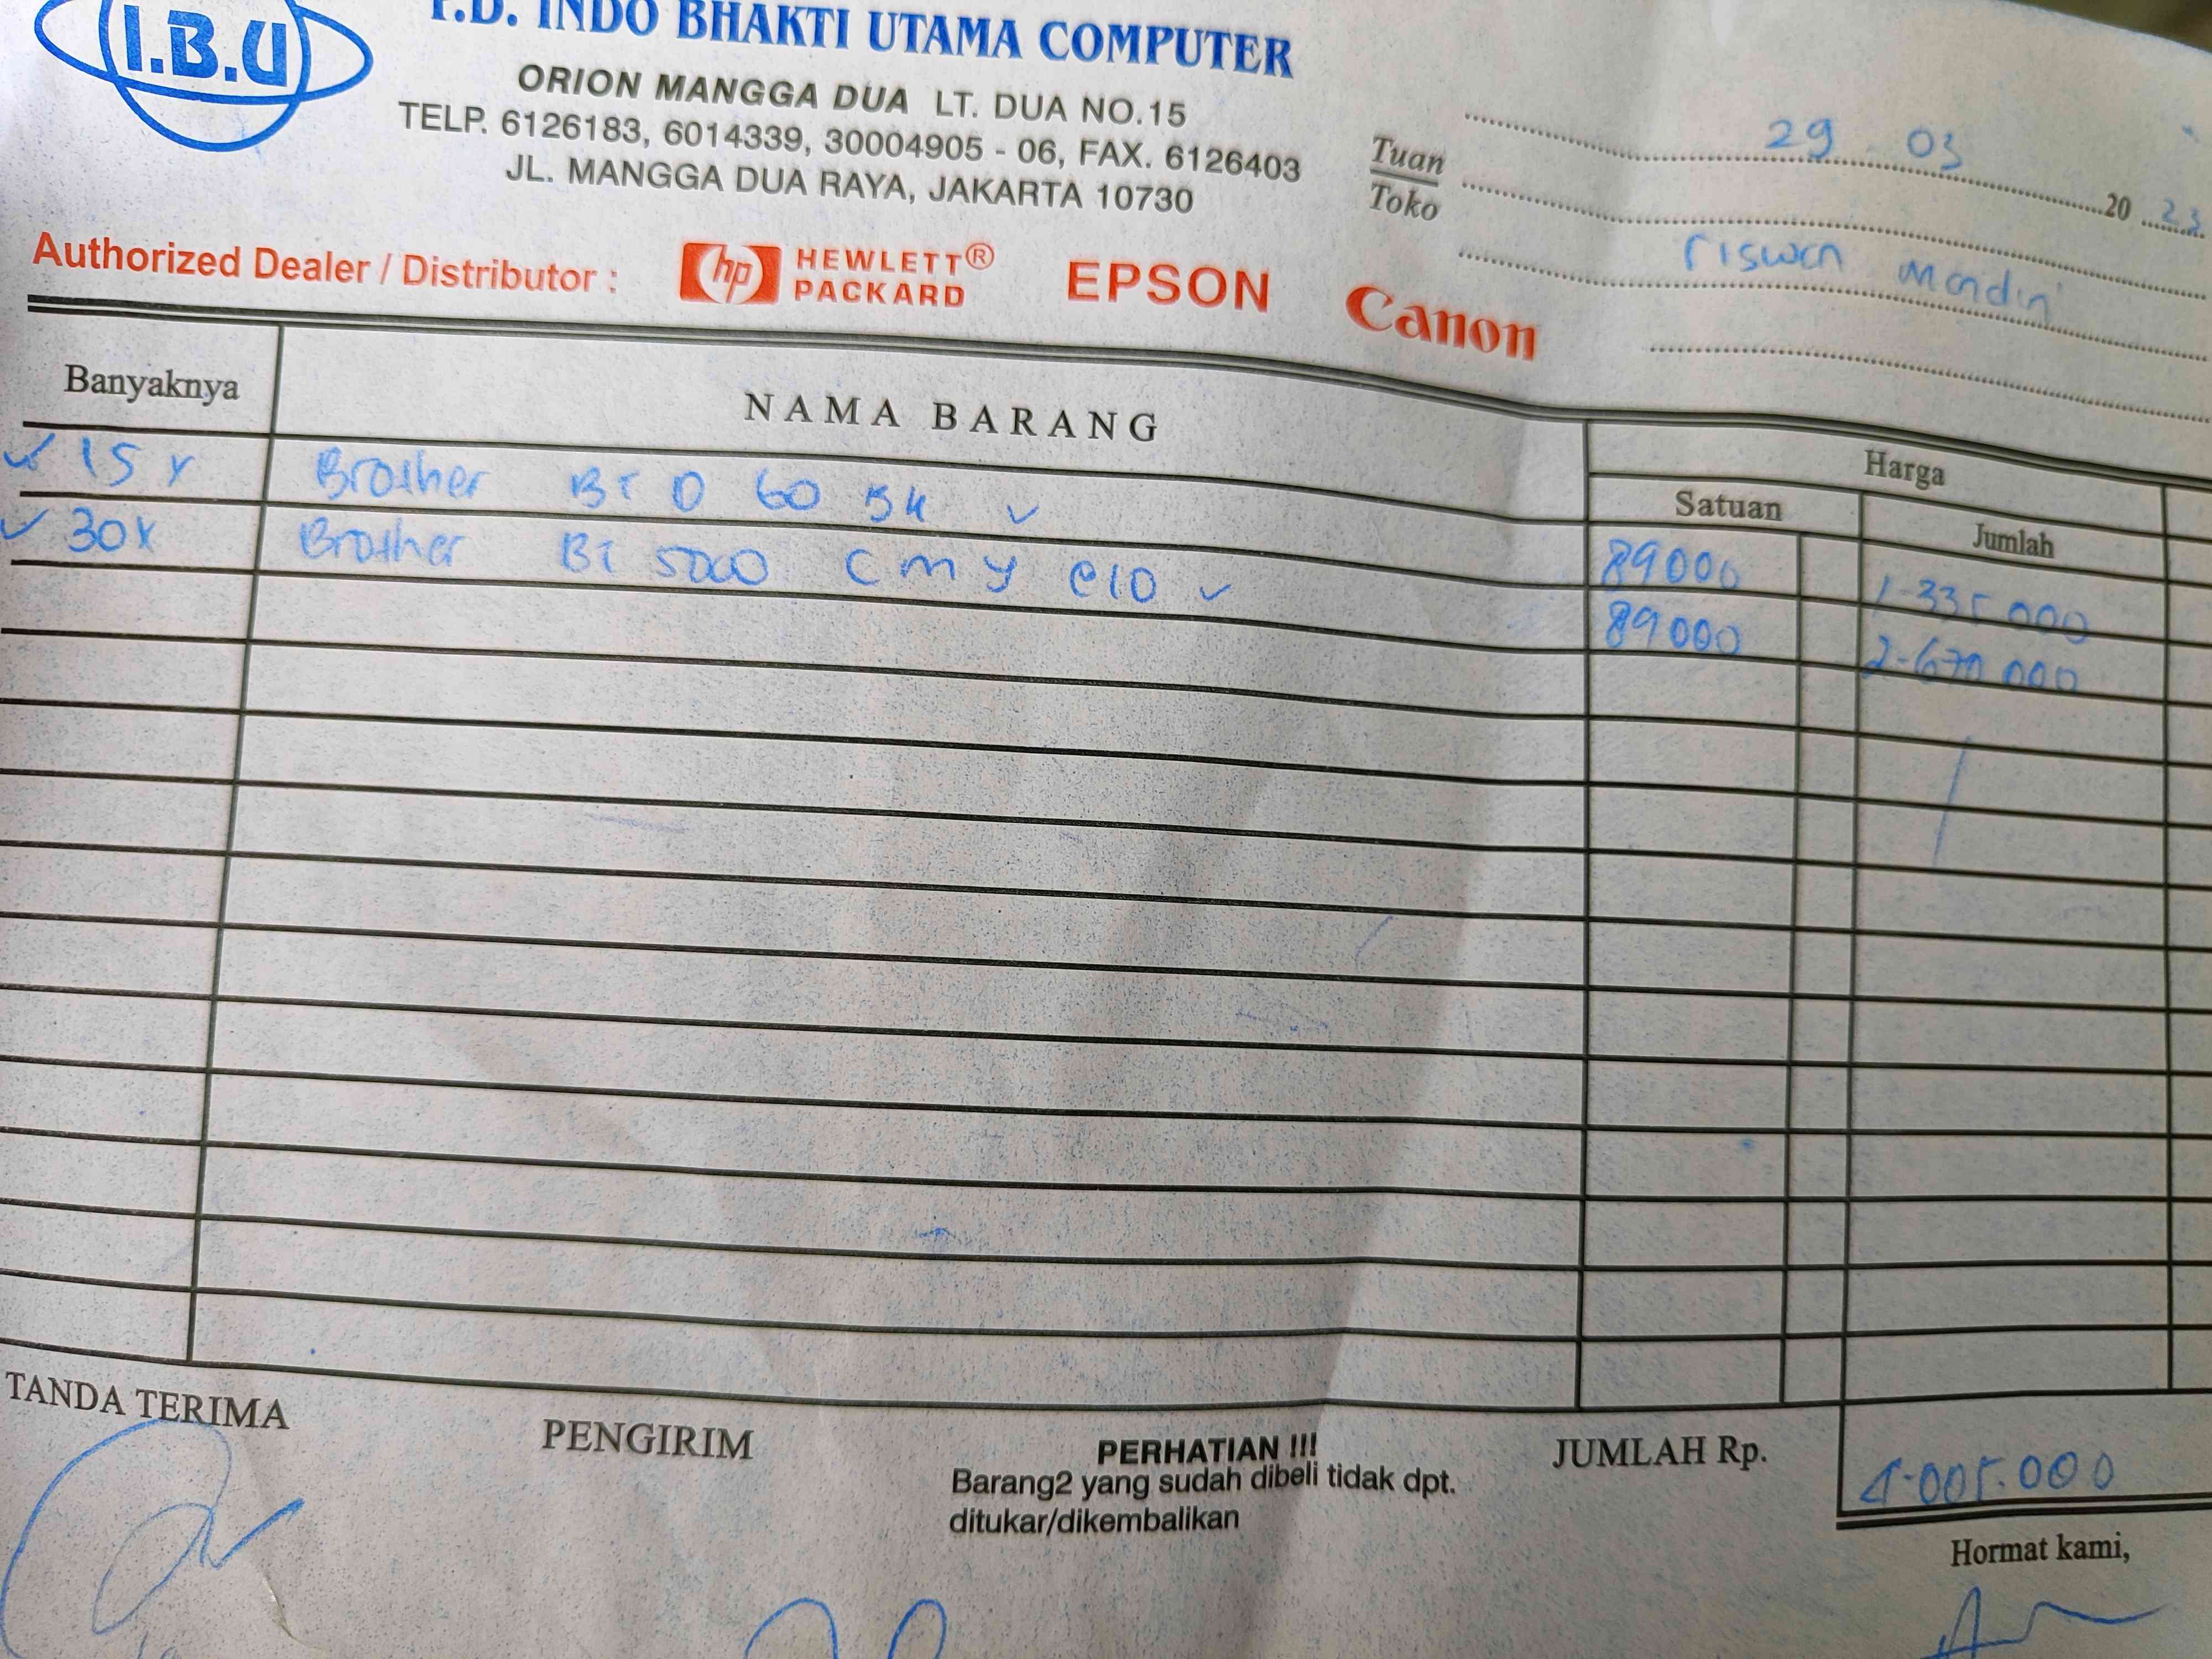 I.B.U
P.D. INDO BHAKTI UTAMA COMPUTER
ORION MANGGA DUA LT. DUA NO.15
TELP. 6126183, 6014339, 30004905 - 06, FAX. 6126403
JL. MANGGA DUA RAYA, JAKARTA 10730
29 03 20 23
Tuan
Toko
riswan mandiri
Authorized Dealer / Distributor : hp HEWLETT® PACKARD EPSON Canon
Banyaknya NAMA BARANG Harga
Satuan Jumlah
15 x Brother BT D 60 BK 89000 1.335.000
30x Brother BT 5000 C M Y @10 89000 2.670.000
TANDA TERIMA PENGIRIM PERHATIAN !!! JUMLAH Rp. 4.005.000
Barang2 yang sudah dibeli tidak dpt.
ditukar/dikembalikan
Hormat kami,